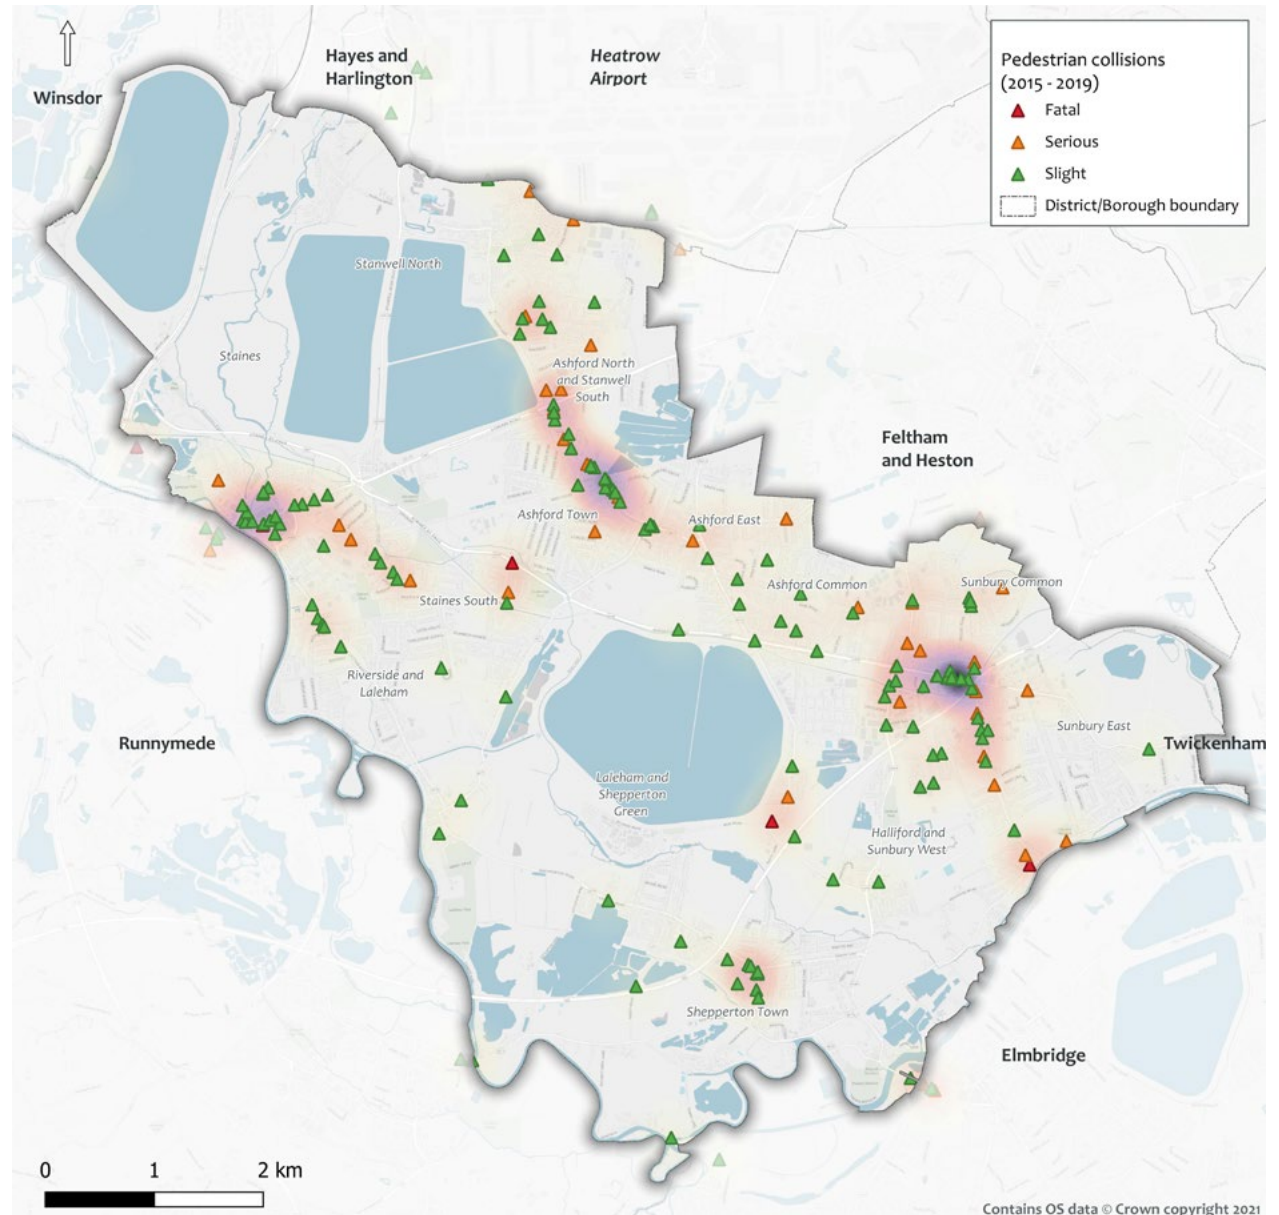 Hayes and
Harlington
Heatrow
Airport
Winsdor
Pedestrian collisions
(2015 - 2019)
Fatal
Serious
Slight
District/Borough boundary
Stanwell North
Staines
Ashford North
and Stanwell
South
Feltham
and Heston
Ashford Town
Ashford East
Ashford Common
Sunbury Common
Staines South
Riverside and
Laleham
Runnymede
Sunbury East
Twickenham
Laleham and
Shepperton
Green
Halliford and
Sunbury West
Shepperton Town
Elmbridge
0 1 2 km
Contains OS data © Crown copyright 2021